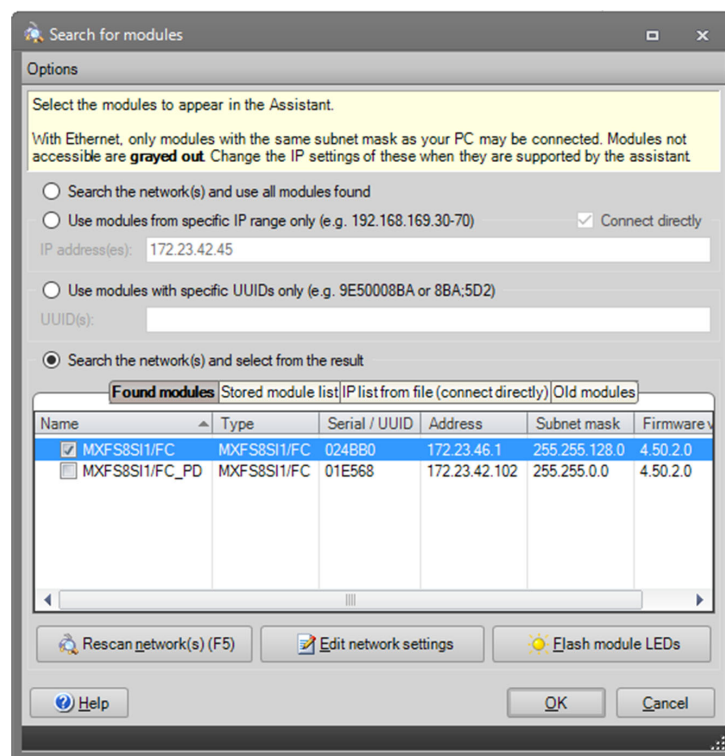 Search for modules
Options
Select the modules to appear in the Assistant.
With Ethernet, only modules with the same subnet mask as your PC may be connected. Modules not
accessible are grayed out. Change the IP settings of these when they are supported by the assistant
Search the network(s) and use all modules found
Use modules from specific IP range only (e.g. 192.168.169.30-70) Connect directly
IP address(es): 172.23.42.45
Use modules with specific UUIDs only (e.g. 9E50008BA or 8BA;5D2)
UUID(s):
Search the network(s) and select from the result
Found modules Stored module list IP list from file (connect directly) Old modules
Name Type Serial / UUID Address Subnet mask Firmware v
MXFS8SI1/FC MXFS8SI1/FC 024BB0 172.23.46.1 255.255.128.0 4.50.2.0
MXFS8SI1/FC_PD MXFS8SI1/FC 01E568 172.23.42.102 255.255.0.0 4.50.2.0
Rescan network(s) (F5) Edit network settings Flash module LEDs
Help OK Cancel